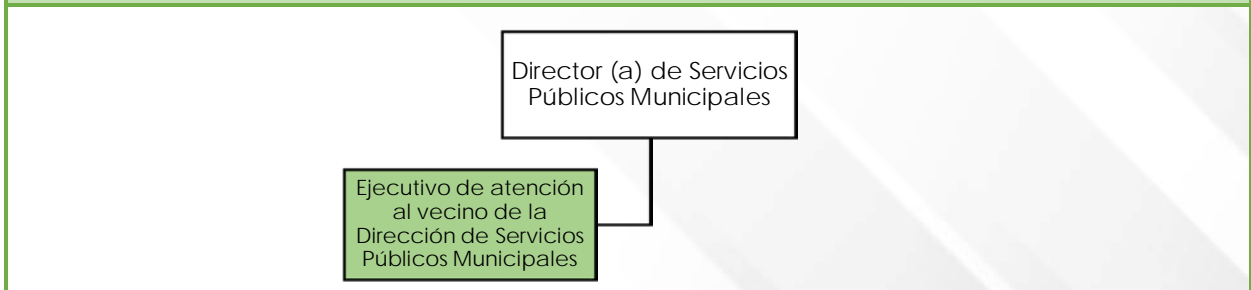 Director (a) de Servicios
Públicos Municipales
Ejecutivo de atención
al vecino de la
Dirección de Servicios
Públicos Municipales